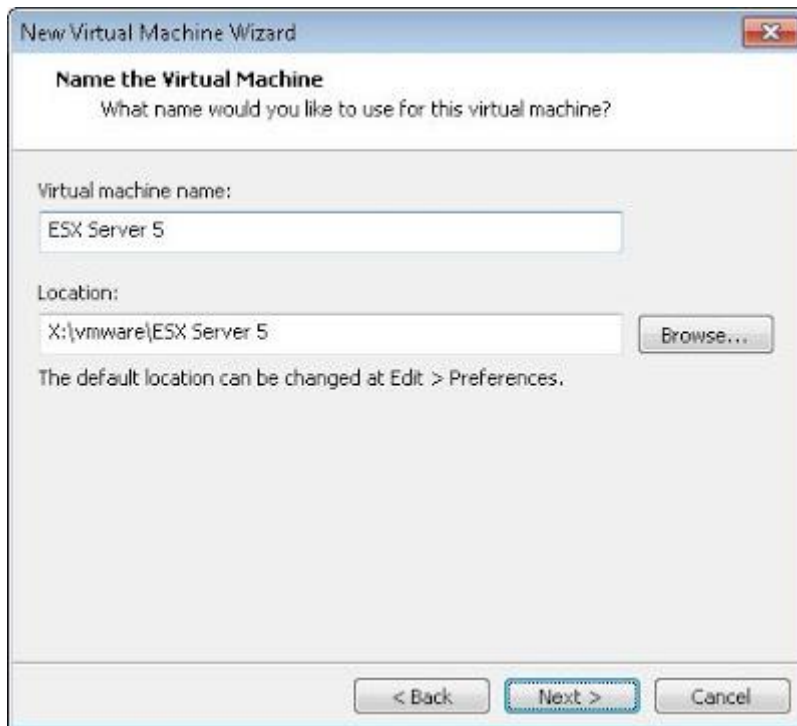 New Virtual Machine Wizard
Name the Virtual Machine
What name would you like to use for this virtual machine?
Virtual machine name:
ESX Server 5
Location:
X:\vmware\ESX Server 5
Browse...
The default location can be changed at Edit > Preferences.
< Back
Next >
Cancel